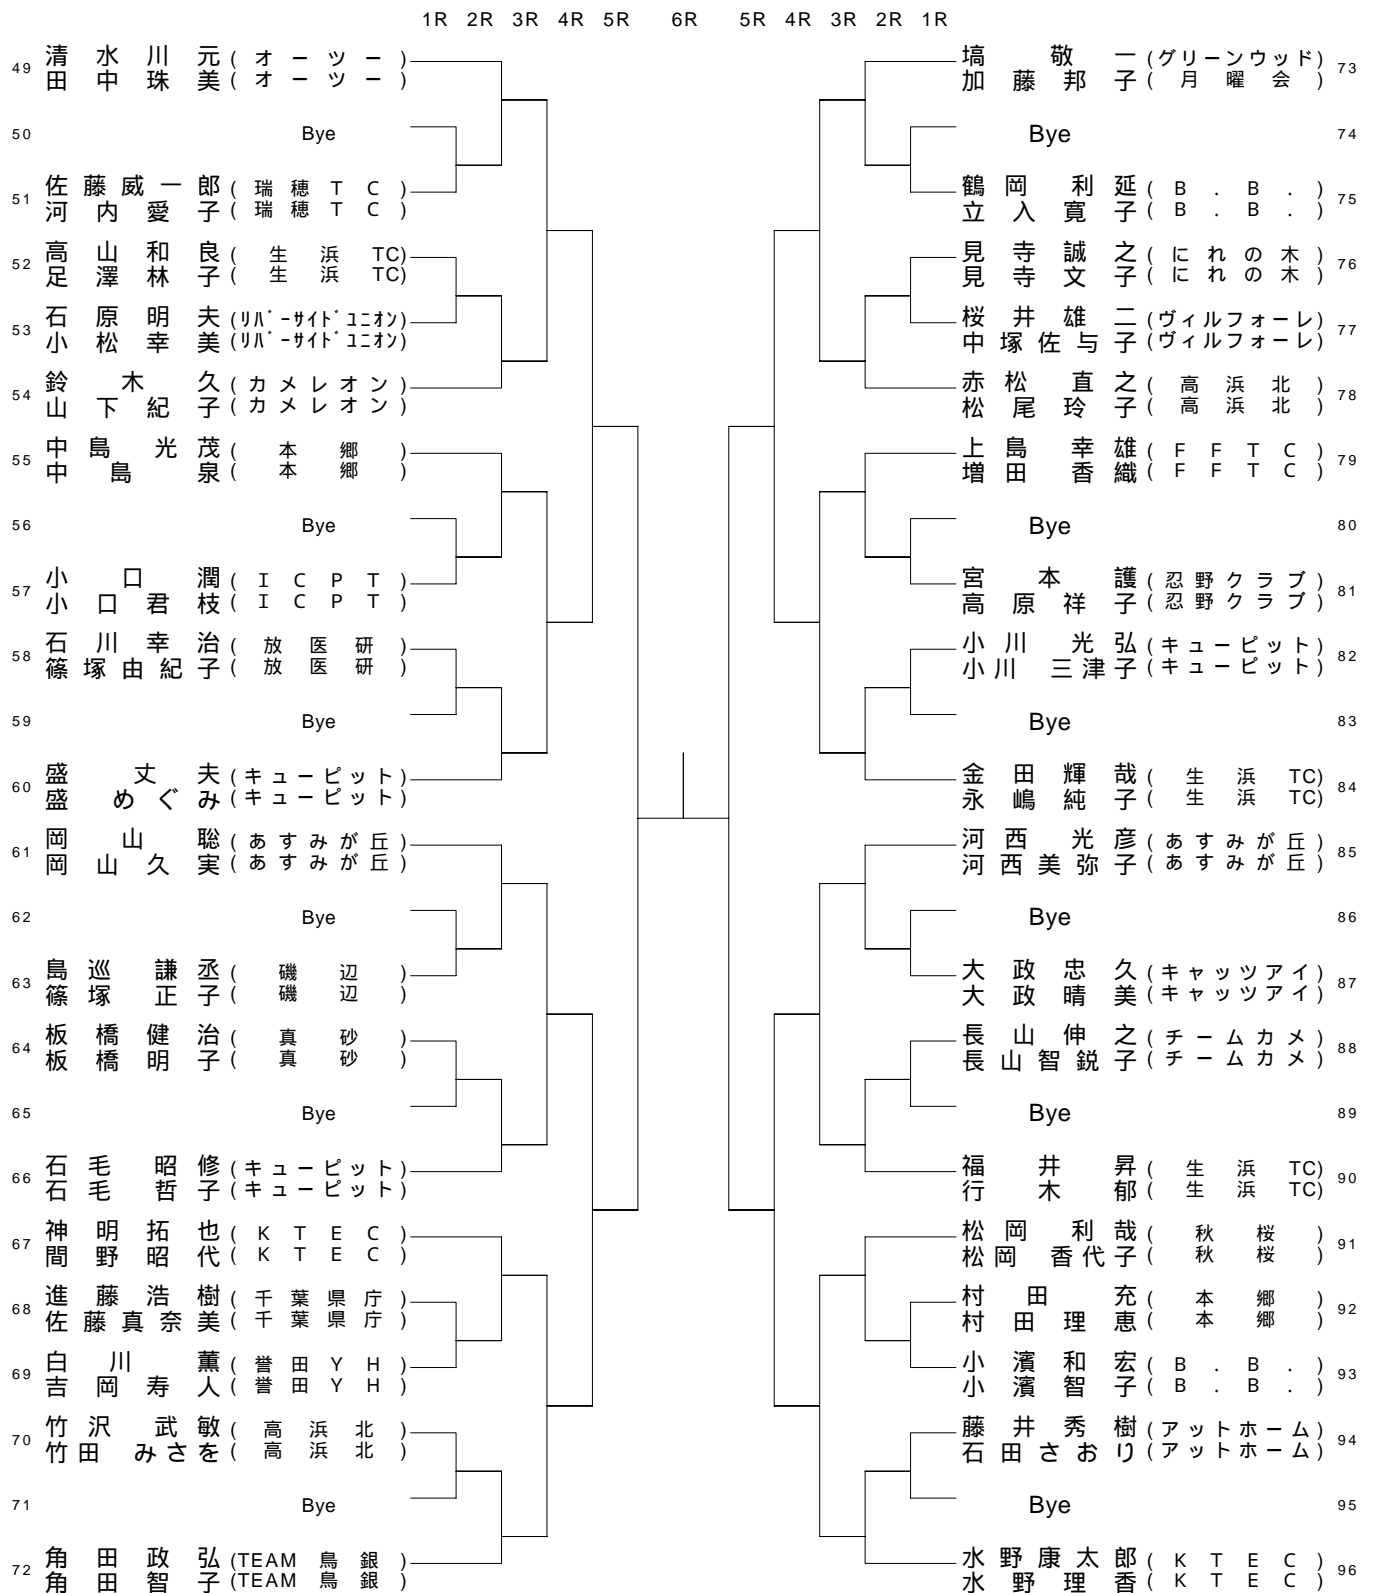 1R 2R 3R 4R 5R 6R 5R 4R 3R 2R 1R
49 清水川元 (オーツー)
田中珠美 (オーツー)
50 Bye
51 佐藤威一郎 (瑞穂TC)
河内愛子 (瑞穂TC)
52 高山和良 (生浜TC)
足澤林子 (生浜TC)
53 石原明夫 (ﾘﾊﾞｰｻｲﾄﾞﾕﾆｵﾝ)
小松幸美 (ﾘﾊﾞｰｻｲﾄﾞﾕﾆｵﾝ)
54 鈴木久 (カメレオン)
山下紀子 (カメレオン)
55 中島光茂 (本郷)
中島泉 (本郷)
56 Bye
57 小口潤 (ICPT)
小口君枝 (ICPT)
58 石川幸治 (放医研)
篠塚由紀子 (放医研)
59 Bye
60 盛丈夫 (キューピット)
盛めぐみ (キューピット)
61 岡山聡 (あすみが丘)
岡山久実 (あすみが丘)
62 Bye
63 島巡謙丞 (磯辺)
篠塚正子 (磯辺)
64 板橋健治 (真砂)
板橋明子 (真砂)
65 Bye
66 石毛昭修 (キューピット)
石毛哲子 (キューピット)
67 神明拓也 (KTEC)
間野昭代 (KTEC)
68 進藤浩樹 (千葉県庁)
佐藤真奈美 (千葉県庁)
69 白川薫 (誉田YH)
吉岡寿人 (誉田YH)
70 竹沢武敏 (高浜北)
竹田みさを (高浜北)
71 Bye
72 角田政弘 (TEAM 鳥銀)
角田智子 (TEAM 鳥銀)
塙敬一 (グリーンウッド) 73
加藤邦子 (月曜会)
Bye 74
鶴岡利延 (B.B.) 75
立入寛子 (B.B.)
見寺誠之 (にれの木) 76
見寺文子 (にれの木)
桜井雄二 (ヴィルフォーレ) 77
中塚佐与子 (ヴィルフォーレ)
赤松直之 (高浜北) 78
松尾玲子 (高浜北)
上島幸雄 (FFTC) 79
増田香織 (FFTC)
Bye 80
宮本護 (忍野クラブ) 81
高原祥子 (忍野クラブ)
小川光弘 (キューピット) 82
小川三津子 (キューピット)
Bye 83
金田輝哉 (生浜TC) 84
永嶋純子 (生浜TC)
河西光彦 (あすみが丘) 85
河西美弥子 (あすみが丘)
Bye 86
大政忠久 (キャッツアイ) 87
大政晴美 (キャッツアイ)
長山伸之 (チームカメ) 88
長山智鋭子 (チームカメ)
Bye 89
福井昇 (生浜TC) 90
行木郁 (生浜TC)
松岡利哉 (秋桜) 91
松岡香代子 (秋桜)
村田充 (本郷) 92
村田理恵 (本郷)
小濱和宏 (B.B.) 93
小濱智子 (B.B.)
藤井秀樹 (アットホーム) 94
石田さおり (アットホーム)
Bye 95
水野康太郎 (KTEC) 96
水野理香 (KTEC)